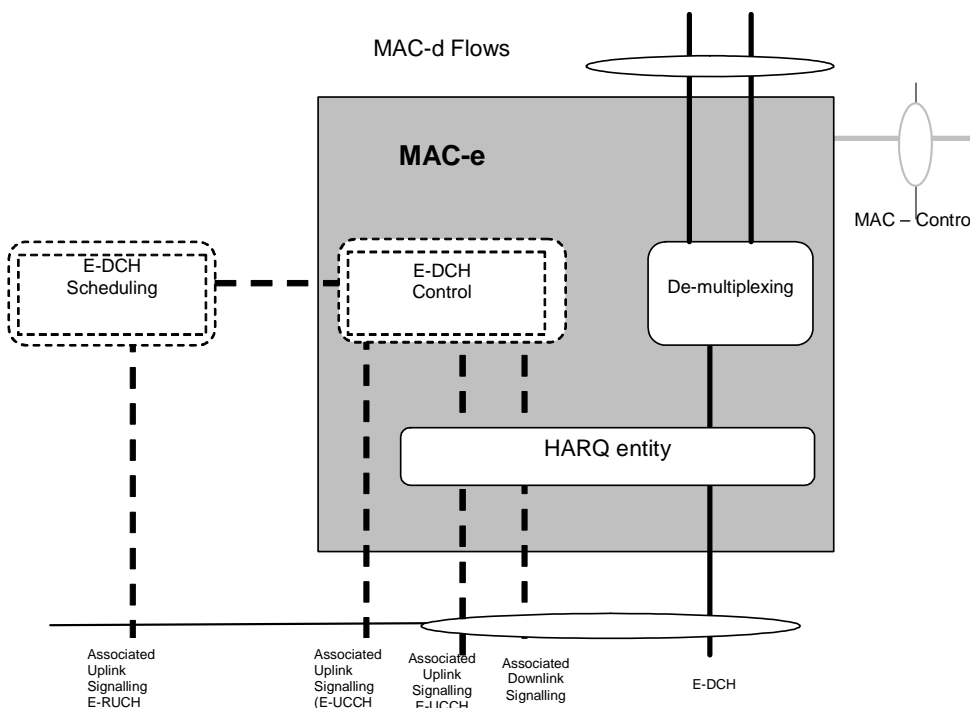 MAC-d Flows
MAC-e
MAC – Contro
E-DCH
Scheduling
E-DCH
Control
De-multiplexing
HARQ entity
Associated
Uplink
Signalling
E-RUCH
Associated
Uplink
Signalling
(E-UCCH
Associated
Uplink
Signalling
E-UCCH
Associated
Downlink
Signalling
E-DCH